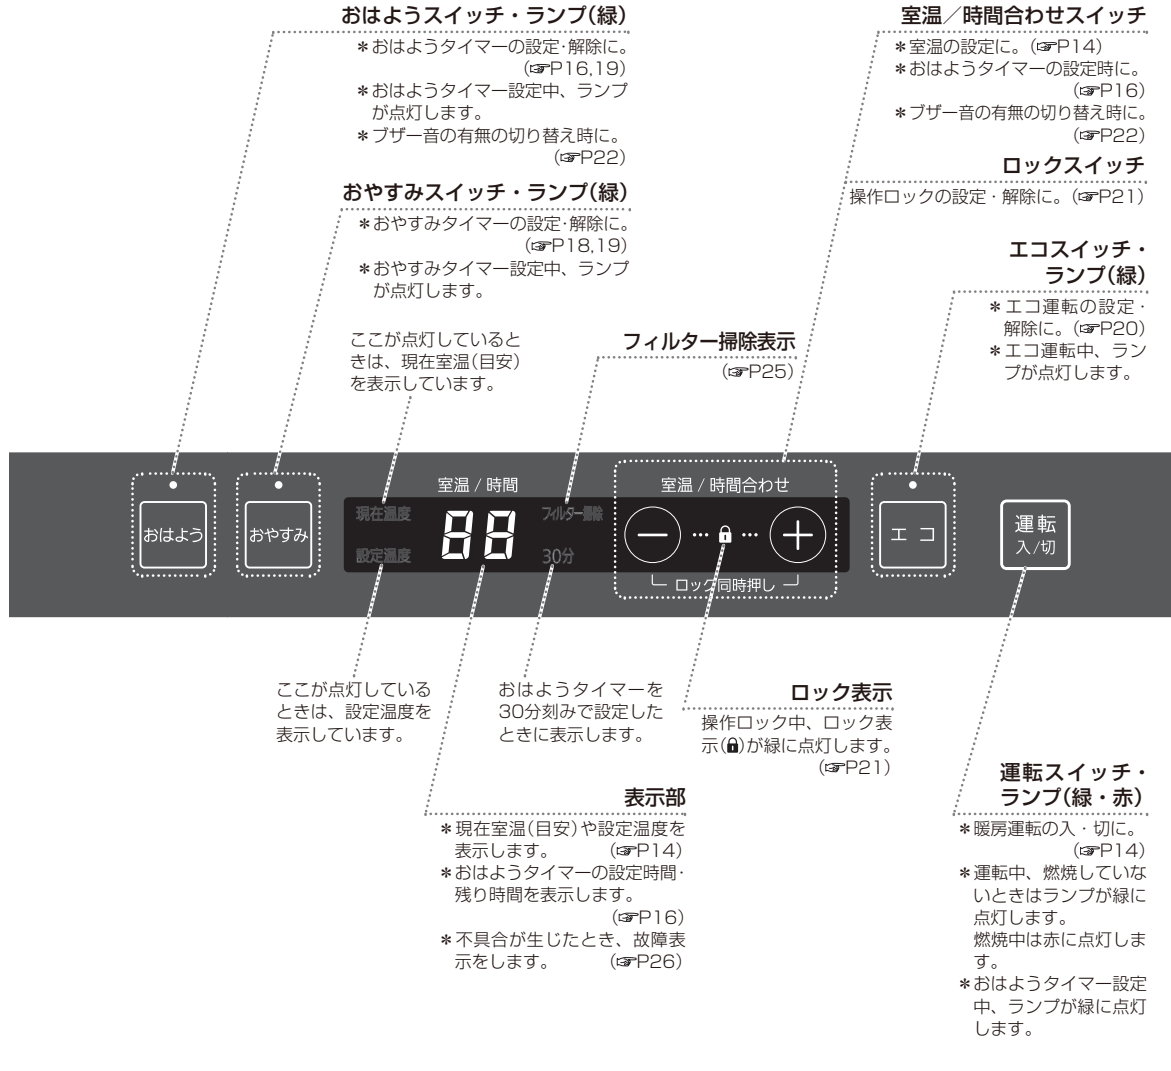 おはようスイッチ・ランプ(緑)
＊おはようタイマーの設定・解除に。
(☞P16,19)
＊おはようタイマー設定中、ランプ
が点灯します。
＊ブザー音の有無の切り替え時に。
(☞P22)
おやすみスイッチ・ランプ(緑)
＊おやすみタイマーの設定・解除に。
(☞P18,19)
＊おやすみタイマー設定中、ランプ
が点灯します。
ここが点灯していると
きは、現在室温(目安)
を表示しています。
フィルター掃除表示
(☞P25)
室温／時間合わせスイッチ
＊室温の設定に。(☞P14)
＊おはようタイマーの設定時に。
(☞P16)
＊ブザー音の有無の切り替え時に。
(☞P22)
ロックスイッチ
操作ロックの設定・解除に。(☞P21)
エコスイッチ・
ランプ(緑)
＊エコ運転の設定・
解除に。(☞P20)
＊エコ運転中、ラン
プが点灯します。
おはよう
おやすみ
室温 / 時間
現在温度
設定温度
88
フィルター掃除
30分
室温 / 時間合わせ
− … 🔒 … ＋
ロック同時押し
エ コ
運転
入/切
ここが点灯している
ときは、設定温度を
表示しています。
おはようタイマーを
30分刻みで設定した
ときに表示します。
ロック表示
操作ロック中、ロック表
示(🔒)が緑に点灯します。
(☞P21)
表示部
＊現在室温(目安)や設定温度を
表示します。 (☞P14)
＊おはようタイマーの設定時間・
残り時間を表示します。
(☞P16)
＊不具合が生じたとき、故障表
示をします。 (☞P26)
運転スイッチ・
ランプ(緑・赤)
＊暖房運転の入・切に。
(☞P14)
＊運転中、燃焼していな
いときはランプが緑に
点灯します。
燃焼中は赤に点灯しま
す。
＊おはようタイマー設定
中、ランプが緑に点灯
します。